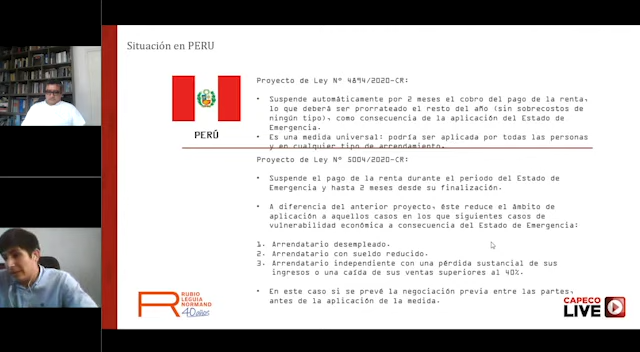 Situación en PERU
PERÚ
Proyecto de Ley Nº 4894/2020-CR:
• Suspende automáticamente por 2 meses el cobro del pago de la renta,
lo que deberá ser prorrateado el resto del año (sin sobrecostos de
ningún tipo), como consecuencia de la aplicación del Estado de
Emergencia.
• Es una medida universal: podría ser aplicada por todas las personas
y en cualquier tipo de arrendamiento.
Proyecto de Ley Nº 5004/2020-CR:
• Suspende el pago de la renta durante el periodo del Estado de
Emergencia y hasta 2 meses desde su finalización.
• A diferencia del anterior proyecto, éste reduce el ámbito de
aplicación a aquellos casos en los que siguientes casos de
vulnerabilidad económica a consecuencia del Estado de Emergencia:
1. Arrendatario desempleado.
2. Arrendatario con sueldo reducido.
3. Arrendatario independiente con una pérdida sustancial de sus
ingresos o una caída de sus ventas superiores al 40%.
• En este caso si se prevé la negociación previa entre las partes,
antes de la aplicación de la medida.
RUBIO
LEGUIA
NORMAND
40 años
CAPECO
LIVE